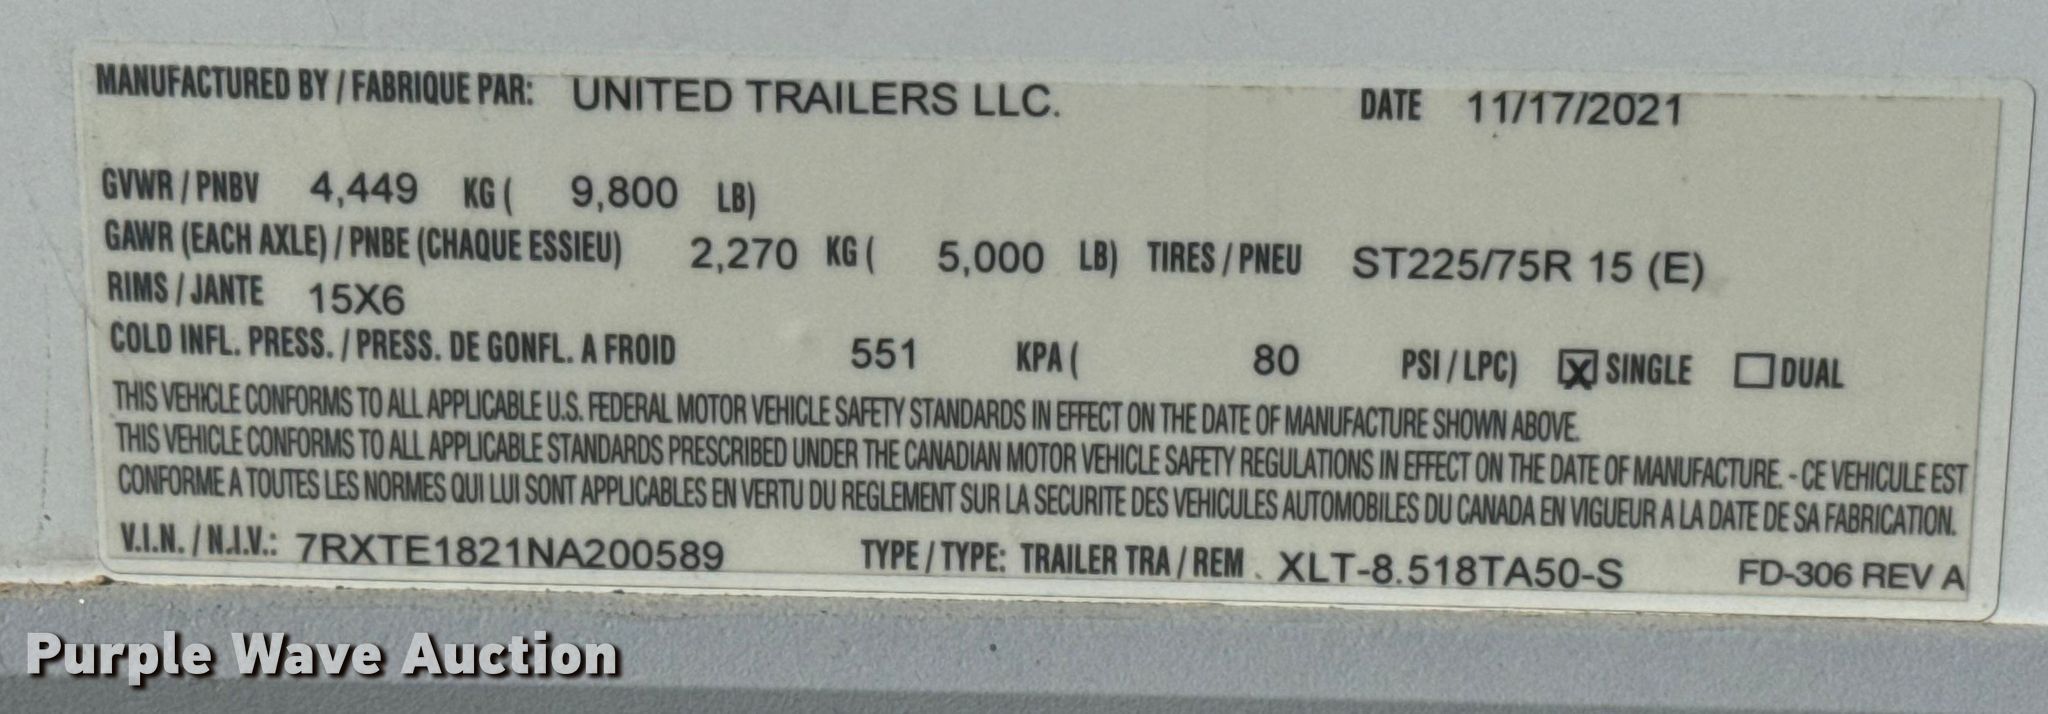 MANUFACTURED BY / FABRIQUE PAR: UNITED TRAILERS LLC. DATE 11/17/2021
GVWR / PNBV 4,449 KG ( 9,800 LB)
GAWR (EACH AXLE) / PNBE (CHAQUE ESSIEU) 2,270 KG ( 5,000 LB) TIRES / PNEU ST225/75R 15 (E)
RIMS / JANTE 15X6
COLD INFL. PRESS. / PRESS. DE GONFL. A FROID 551 KPA ( 80 PSI / LPC) ☒ SINGLE ☐ DUAL
THIS VEHICLE CONFORMS TO ALL APPLICABLE U.S. FEDERAL MOTOR VEHICLE SAFETY STANDARDS IN EFFECT ON THE DATE OF MANUFACTURE SHOWN ABOVE.
THIS VEHICLE CONFORMS TO ALL APPLICABLE STANDARDS PRESCRIBED UNDER THE CANADIAN MOTOR VEHICLE SAFETY REGULATIONS IN EFFECT ON THE DATE OF MANUFACTURE. - CE VEHICULE EST
CONFORME A TOUTES LES NORMES QUI LUI SONT APPLICABLES EN VERTU DU REGLEMENT SUR LA SECURITE DES VEHICULES AUTOMOBILES DU CANADA EN VIGUEUR A LA DATE DE SA FABRICATION.
V.I.N. / N.I.V.: 7RXTE1821NA200589 TYPE / TYPE: TRAILER TRA / REM . XLT-8.518TA50-S FD-306 REV A
Purple Wave Auction